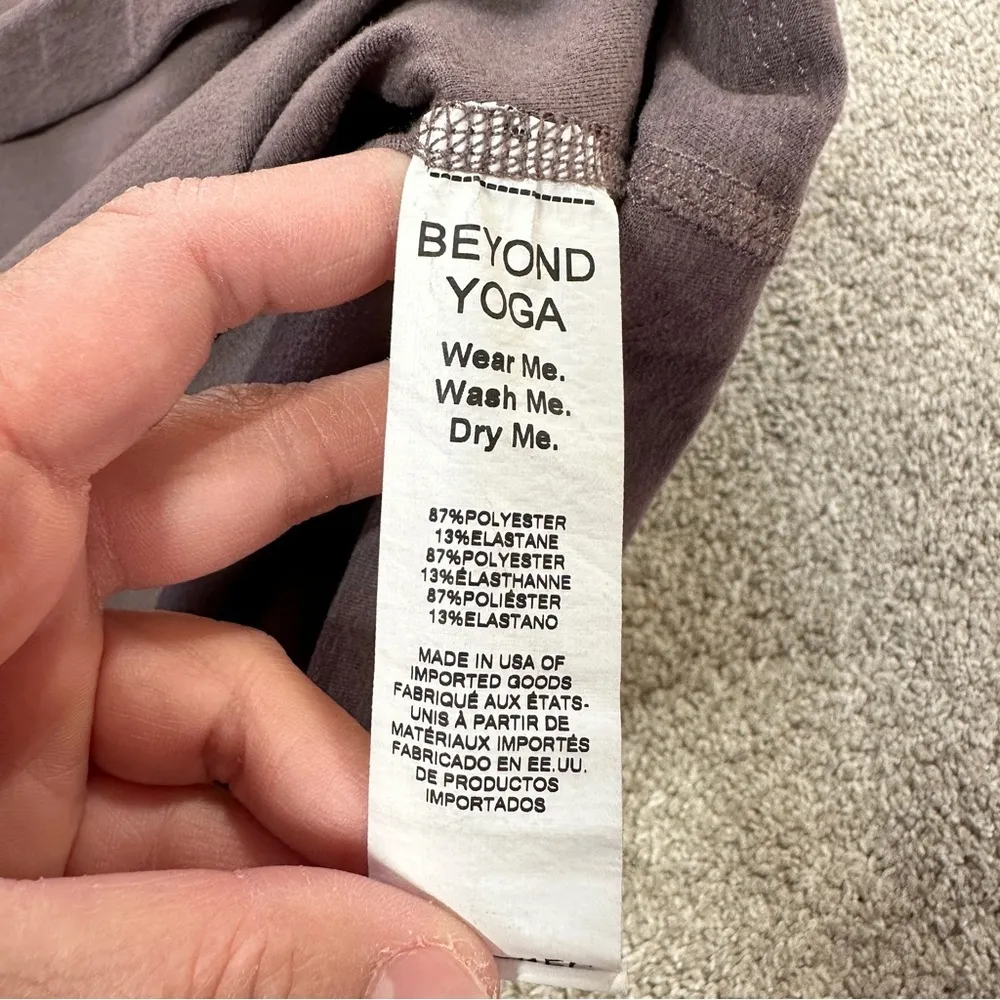 BEYOND
YOGA
Wear Me.
Wash Me.
Dry Me.
87%POLYESTER
13%ELASTANE
87%POLYESTER
13%ÉLASTHANNE
87%POLIÉSTER
13%ELASTANO
MADE IN USA OF
IMPORTED GOODS
FABRIQUÉ AUX ÉTATS-
UNIS À PARTIR DE
MATÉRIAUX IMPORTÉS
FABRICADO EN EE.UU.
DE PRODUCTOS
IMPORTADOS